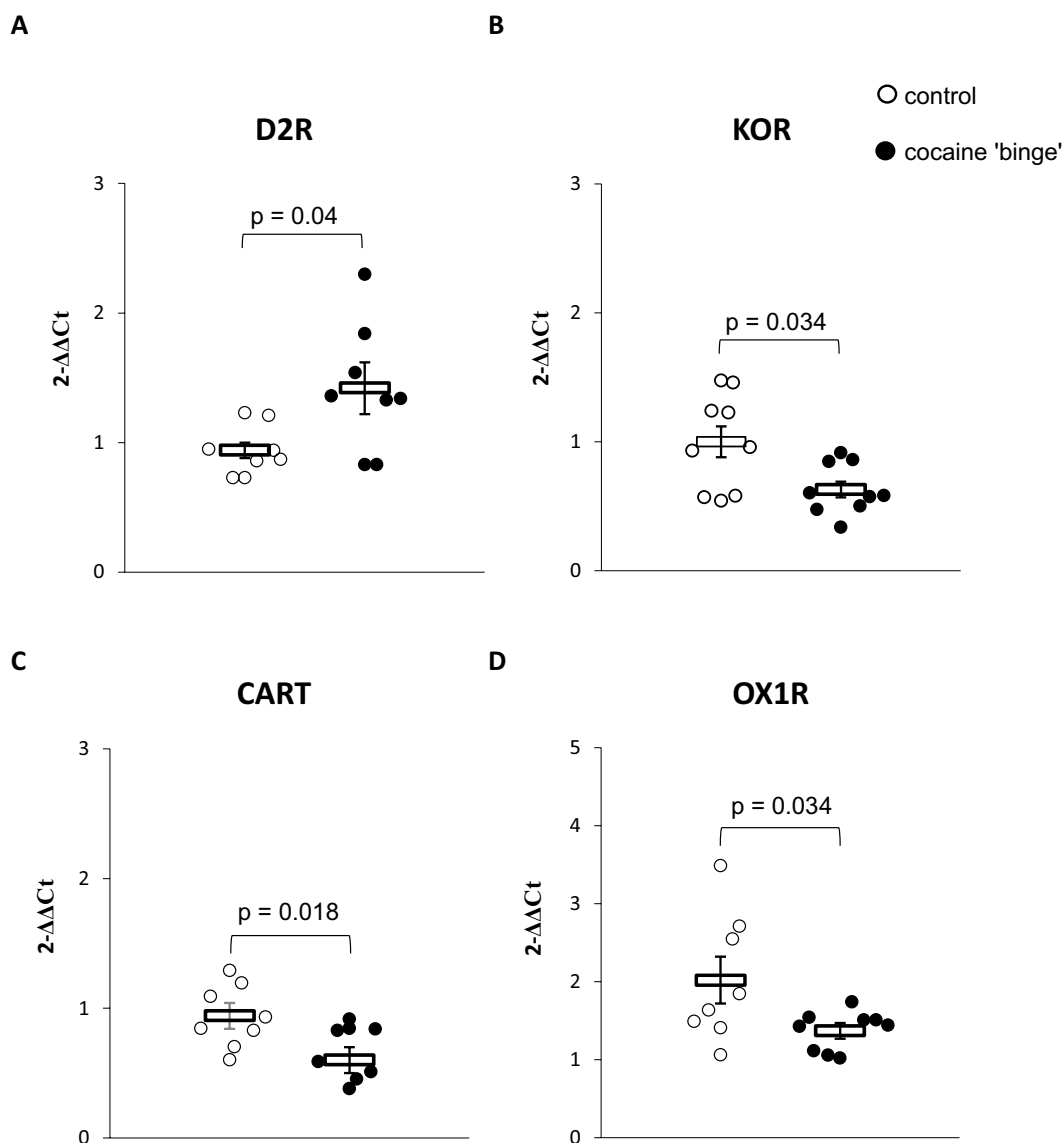 A
B
control
D2R
KOR
cocaine 'binge'
3
p = 0.04
2
2-ΔΔCt
1
0
3
2
p = 0.034
2-ΔΔCt
1
0
C
D
CART
OX1R
3
2
p = 0.018
2-ΔΔCt
1
0
5
4
p = 0.034
3
2-ΔΔCt
2
1
0